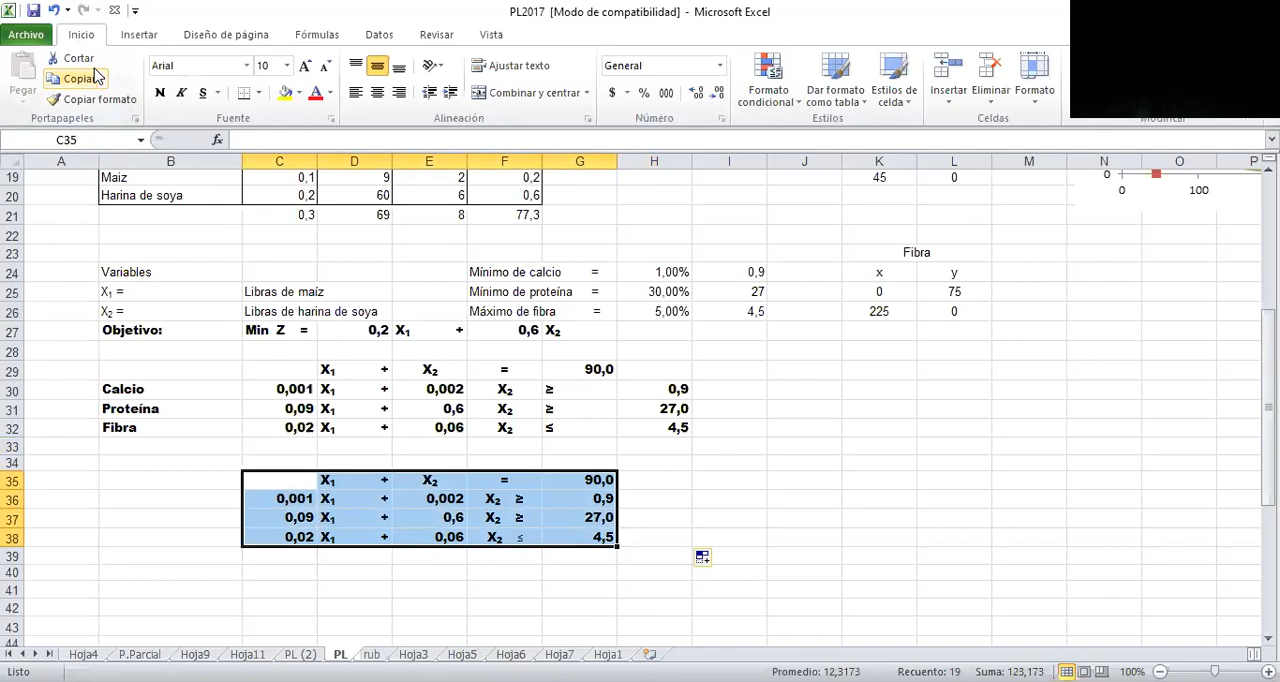 PL2017 [Modo de compatibilidad] - Microsoft Excel
Archivo Inicio Insertar Diseño de página Fórmulas Datos Revisar Vista
Cortar
Pegar Copiar
Copiar formato
Portapapeles
Arial 10 A A
N K S A
Fuente
Ajustar texto
Combinar y centrar
Alineación
General
$ % 000
Número
Formato condicional
Dar formato como tabla
Estilos de celda
Estilos
Insertar Eliminar Formato
Celdas
C35 fx
A B C D E F G H I J K L M N O P
19 Maiz 0,1 9 2 0,2 45 0 0
20 Harina de soya 0,2 60 6 0,6 0 100
21 0,3 69 8 77,3
22
23 Fibra
24 Variables Mínimo de calcio = 1,00% 0,9 x y
25 X₁ = Libras de maíz Mínimo de proteína = 30,00% 27 0 75
26 X₂ = Libras de harina de soya Máximo de fibra = 5,00% 4,5 225 0
27 Objetivo: Min Z = 0,2 X₁ + 0,6 X₂
28
29 X₁ + X₂ = 90,0
30 Calcio 0,001 X₁ + 0,002 X₂ ≥ 0,9
31 Proteína 0,09 X₁ + 0,6 X₂ ≥ 27,0
32 Fibra 0,02 X₁ + 0,06 X₂ ≤ 4,5
33
34
35 X₁ + X₂ = 90,0
36 0,001 X₁ + 0,002 X₂ ≥ 0,9
37 0,09 X₁ + 0,6 X₂ ≥ 27,0
38 0,02 X₁ + 0,06 X₂ ≤ 4,5
39
40
41
42
43
44
Hoja4 P.Parcial Hoja9 Hoja11 PL (2) PL rub Hoja3 Hoja5 Hoja6 Hoja7 Hoja1
Listo Promedio: 12,3173 Recuento: 19 Suma: 123,173 100%